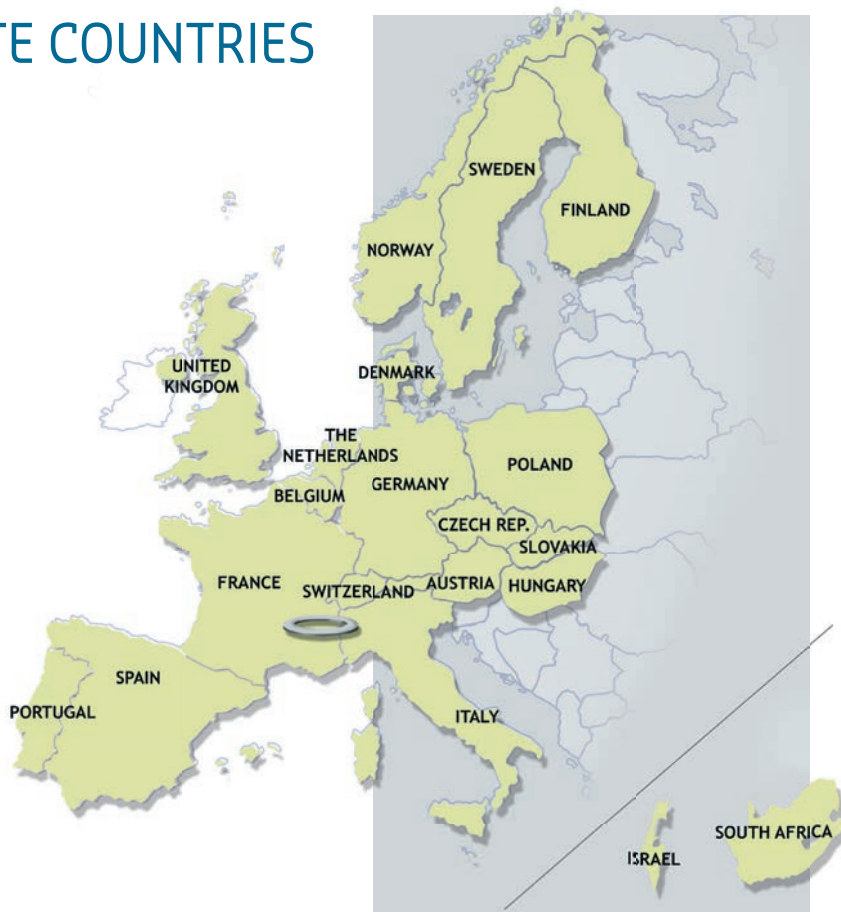 TE COUNTRIES
SWEDEN
FINLAND
NORWAY
UNITED
KINGDOM
DENMARK
THE
NETHERLANDS
POLAND
BELGIUM
GERMANY
CZECH REP.
SLOVAKIA
FRANCE
SWITZERLAND
AUSTRIA
HUNGARY
SPAIN
PORTUGAL
ITALY
SOUTH AFRICA
ISRAEL